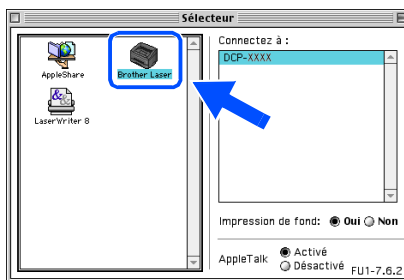 Sélecteur
AppleShare
Brother Laser
LaserWriter 8
Connectez à :
DCP-XXXX
Impression de fond: Oui Non
AppleTalk
Activé
Désactivé
FU1-7.6.2